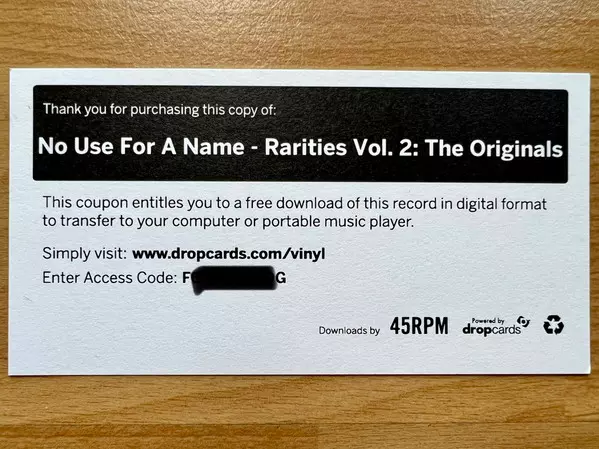 Thank you for purchasing this copy of:
No Use For A Name - Rarities Vol. 2: The Originals
This coupon entitles you to a free download of this record in digital format
to transfer to your computer or portable music player.
Simply visit: www.dropcards.com/vinyl
Enter Access Code: F G
Downloads by 45RPM Powered by dropcards